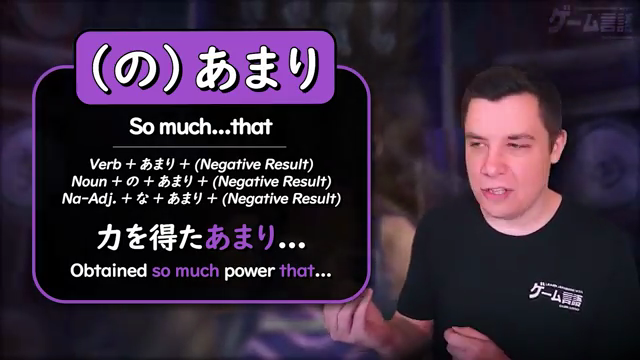 （の）あまり
So much...that
Verb + あまり + (Negative Result)
Noun + の + あまり + (Negative Result)
Na-Adj. + な + あまり + (Negative Result)
力を得たあまり...
Obtained so much power that...
ゲーム言語
ゲーム言語